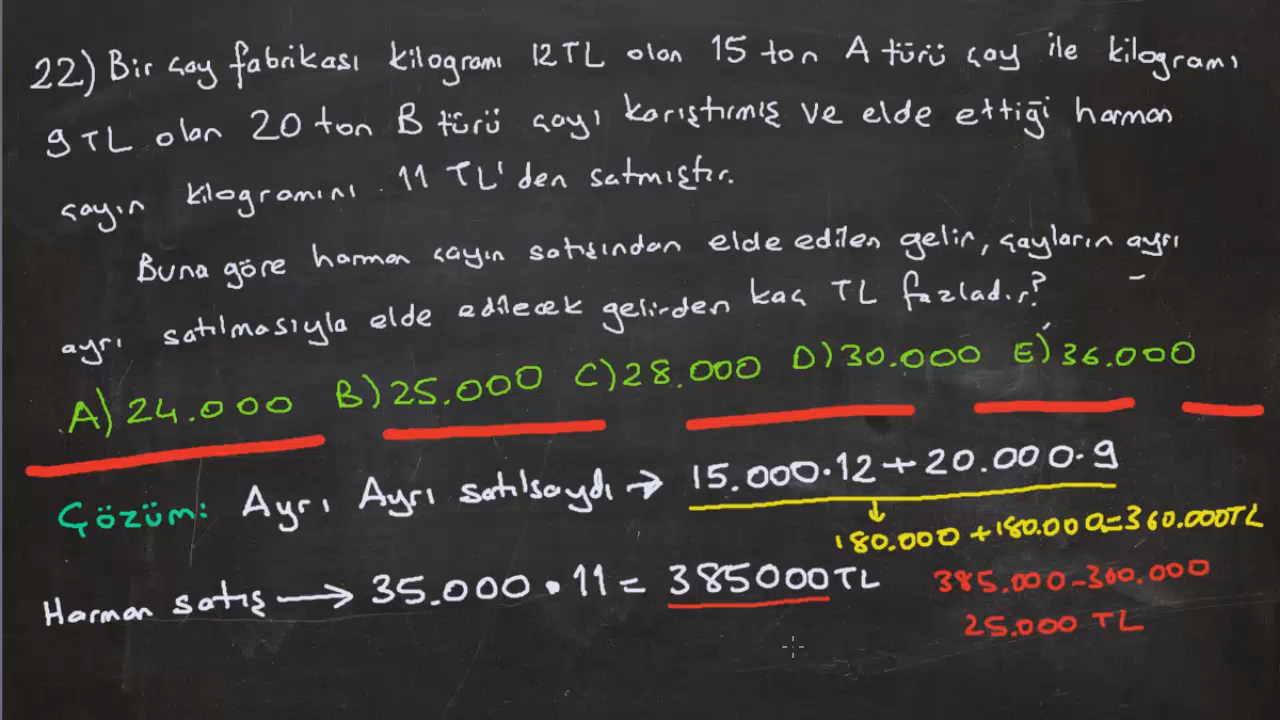 22) Bir çay fabrikası kilogramı 12 TL olan 15 ton A türü çay ile kilogramı
9 TL olan 20 ton B türü çayı karıştırmış ve elde ettiği harman
çayın kilogramını 11 TL'den satmıştır.
Buna göre harman çayın satışından elde edilen gelir, çayların ayrı
ayrı satılmasıyla elde edilecek gelirden kaç TL fazladır?
A) 24.000 B) 25.000 C) 28.000 D) 30.000 E) 36.000
Çözüm: Ayrı Ayrı satılsaydı → 15.000·12 + 20.000·9
180.000 + 180.000 = 360.000 TL
Harman satış → 35.000 · 11 = 385000 TL
385.000 - 360.000
25.000 TL